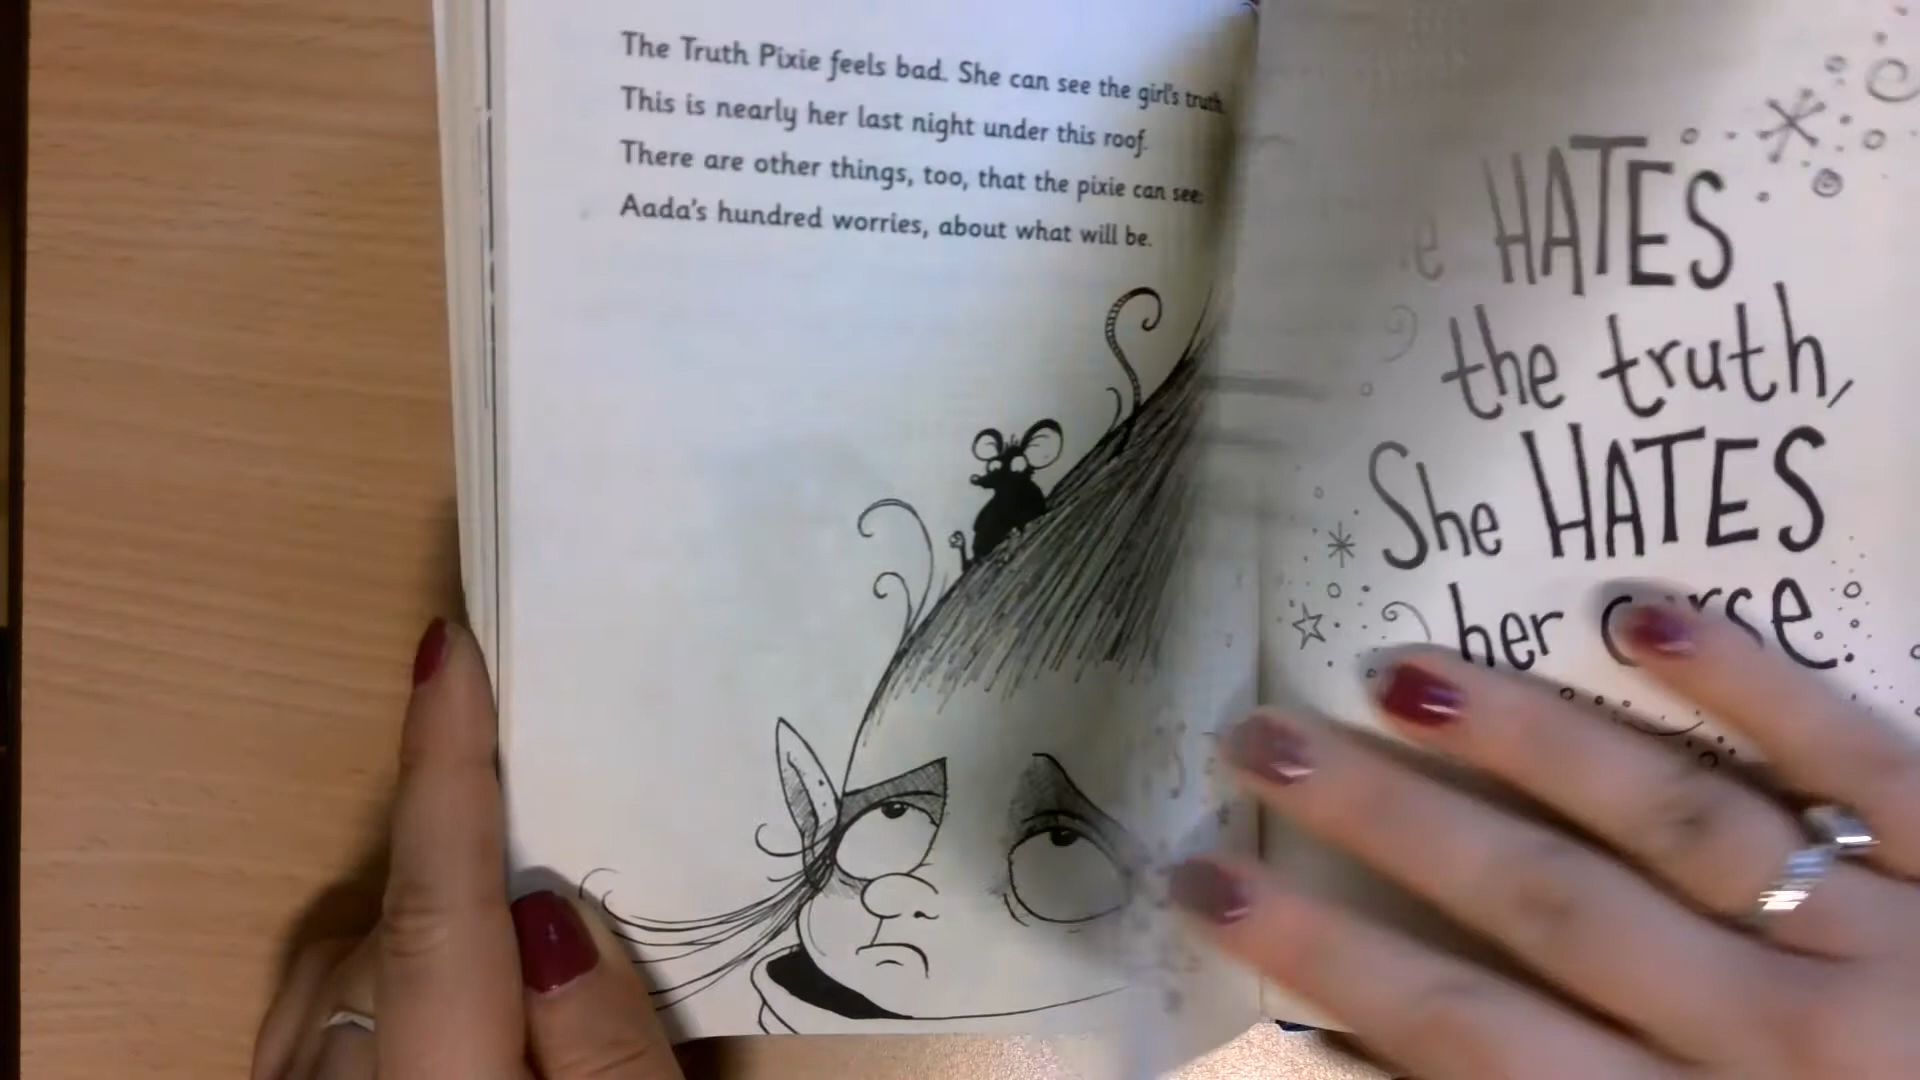 The Truth Pixie feels bad. She can see the girl's truth.
This is nearly her last night under this roof.
There are other things, too, that the pixie can see:
Aada's hundred worries, about what will be.
HATES
the truth,
She HATES
her curse.